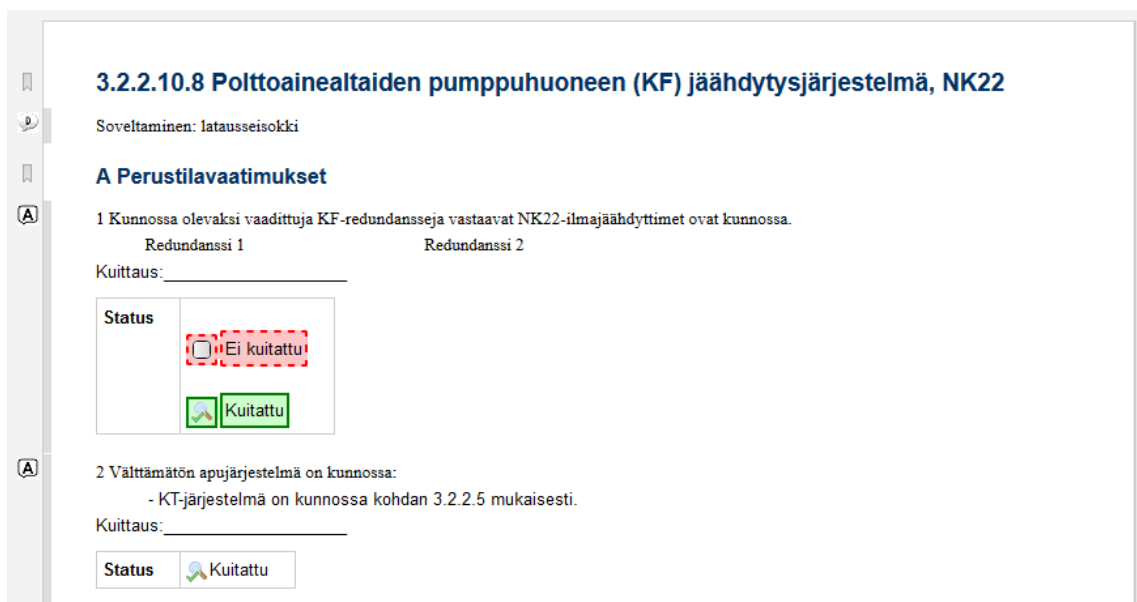 3.2.2.10.8 Polttoainealtaiden pumppuhuoneen (KF) jäähdytysjärjestelmä, NK22
Soveltaminen: latausseisokki
A Perustilavaatimukset
1 Kunnossa olevaksi vaadittuja KF-redundansseja vastaavat NK22-ilmajäähdyttimet ovat kunnossa.
Redundanssi 1 Redundanssi 2
Kuittaus:____________________
Status
Ei kuitattu
Kuitattu
2 Välttämätön apujärjestelmä on kunnossa:
- KT-järjestelmä on kunnossa kohdan 3.2.2.5 mukaisesti.
Kuittaus:____________________
Status Kuitattu